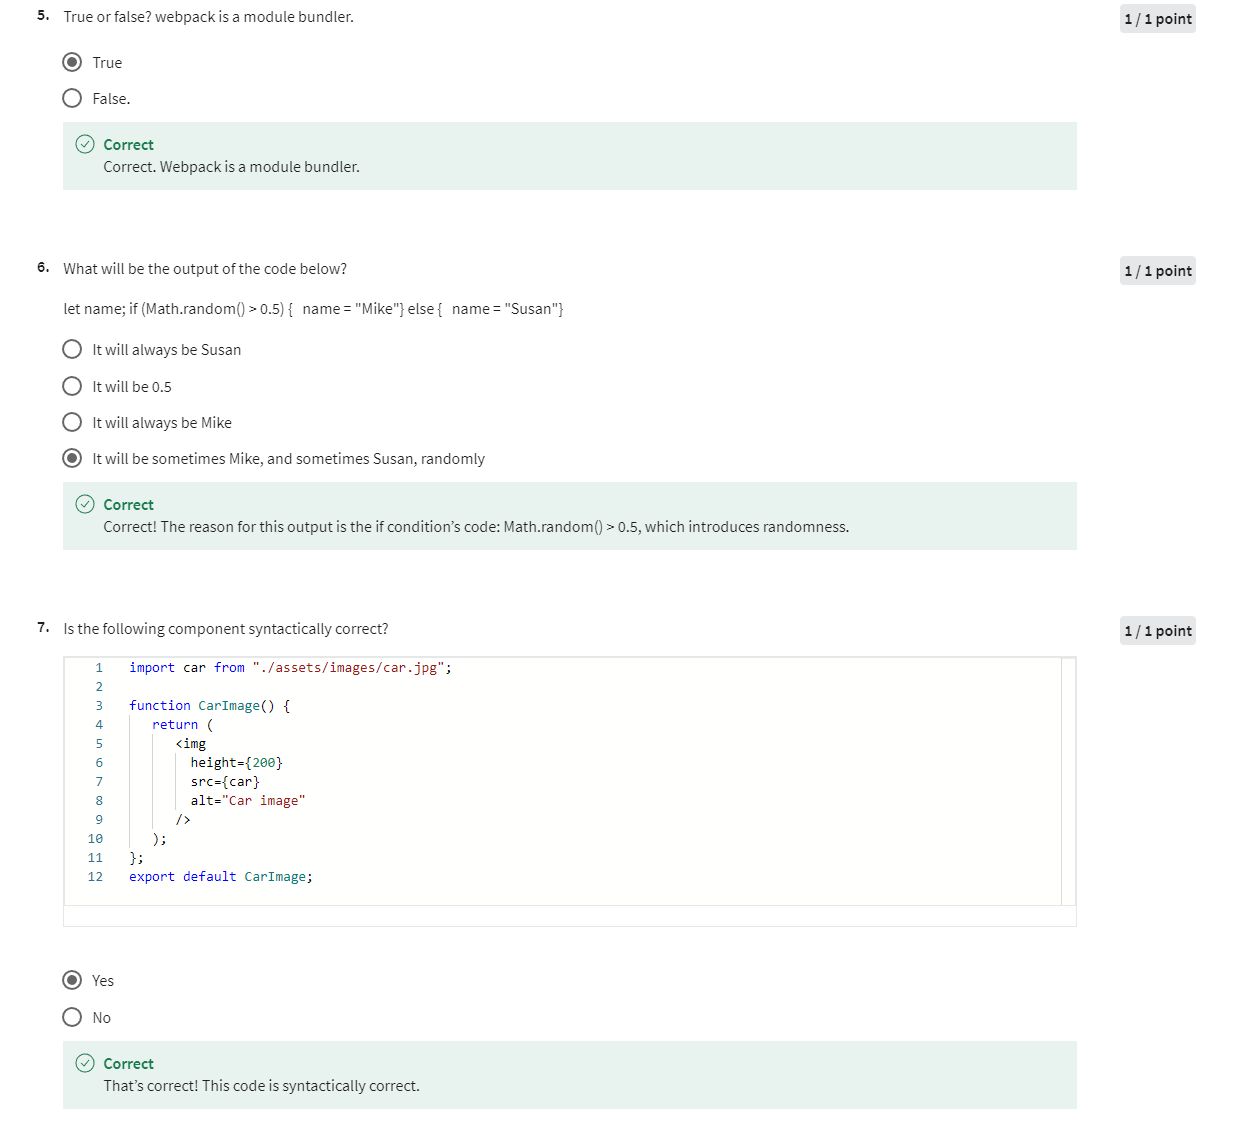 5. True or false? webpack is a module bundler.
1 / 1 point
True
False.
Correct
Correct. Webpack is a module bundler.
6. What will be the output of the code below?
1 / 1 point
let name; if (Math.random() > 0.5) {  name = "Mike"} else {  name = "Susan"}
It will always be Susan
It will be 0.5
It will always be Mike
It will be sometimes Mike, and sometimes Susan, randomly
Correct
Correct! The reason for this output is the if condition’s code: Math.random() > 0.5, which introduces randomness.
7. Is the following component syntactically correct?
1 / 1 point
1 import car from "./assets/images/car.jpg";
2
3 function CarImage() {
4 return (
5 <img
6 height={200}
7 src={car}
8 alt="Car image"
9 />
10 );
11 };
12 export default CarImage;
Yes
No
Correct
That’s correct! This code is syntactically correct.